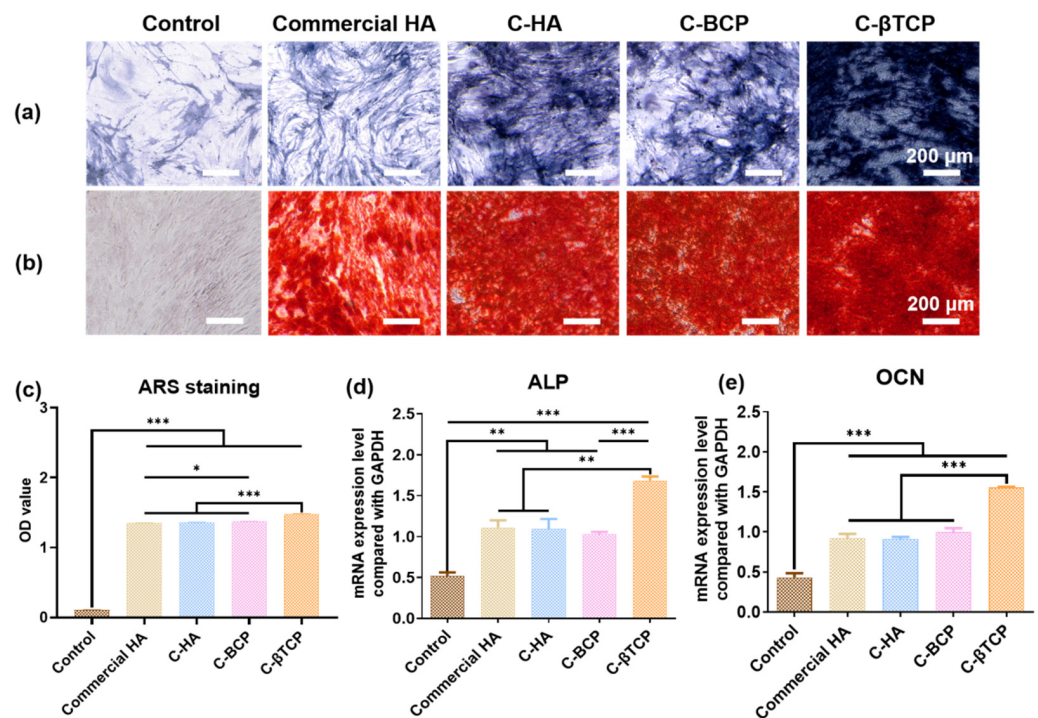 Control
Commercial HA
C-HA
C-BCP
C-βTCP
(a)
200 µm
(b)
200 µm
(c)
ARS staining
OD value
3
2
1
0
***
*
***
Control
Commercial HA
C-HA
C-BCP
C-βTCP
(d)
ALP
mRNA expression level
compared with GAPDH
2.5
2.0
1.5
1.0
0.5
0.0
***
**
***
**
Control
Commercial HA
C-HA
C-BCP
C-βTCP
(e)
OCN
mRNA expression level
compared with GAPDH
2.5
2.0
1.5
1.0
0.5
0.0
***
***
Control
Commercial HA
C-HA
C-BCP
C-βTCP